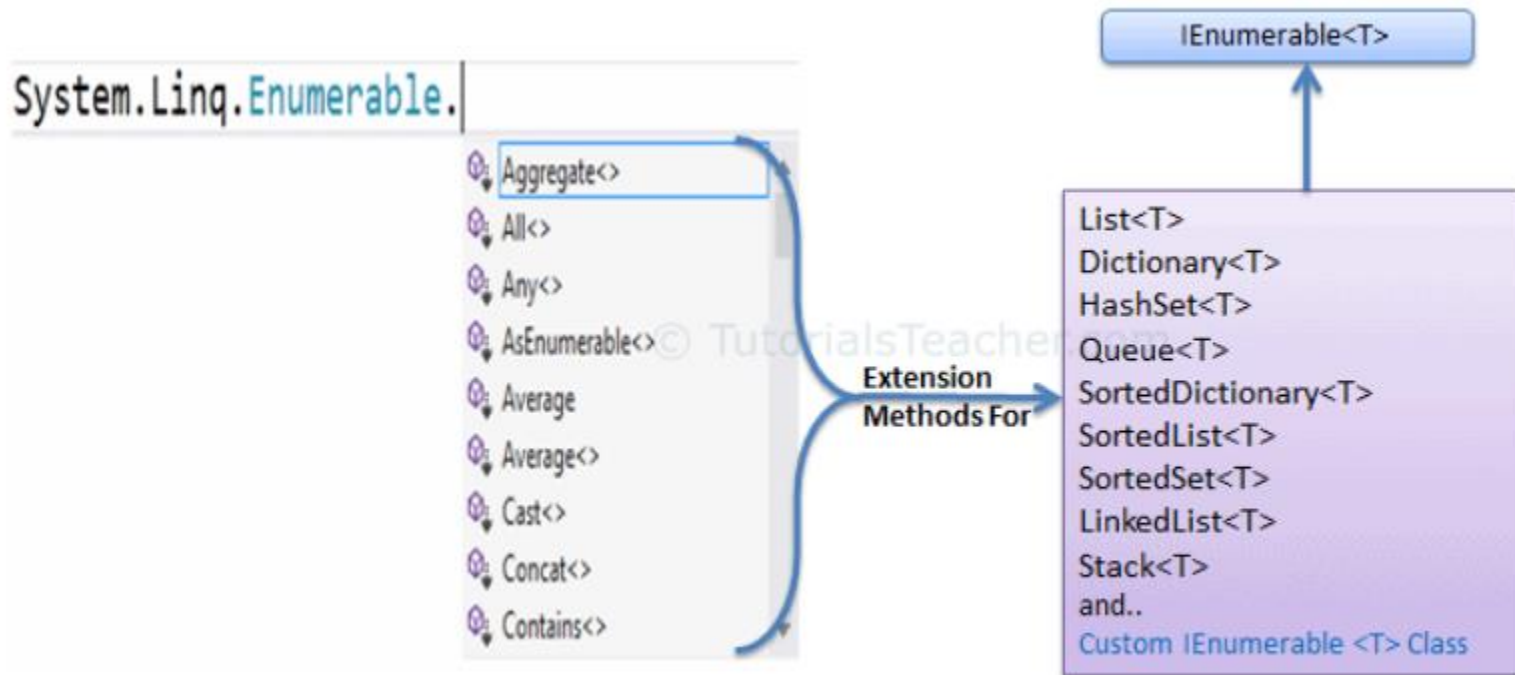 System.Linq.Enumerable.
Aggregate<>
All<>
Any<>
AsEnumerable<>
Average
Average<>
Cast<>
Concat<>
Contains<>
© TutorialsTeacher.com
Extension
Methods For
IEnumerable<T>
List<T>
Dictionary<T>
HashSet<T>
Queue<T>
SortedDictionary<T>
SortedList<T>
SortedSet<T>
LinkedList<T>
Stack<T>
and..
Custom IEnumerable <T> Class